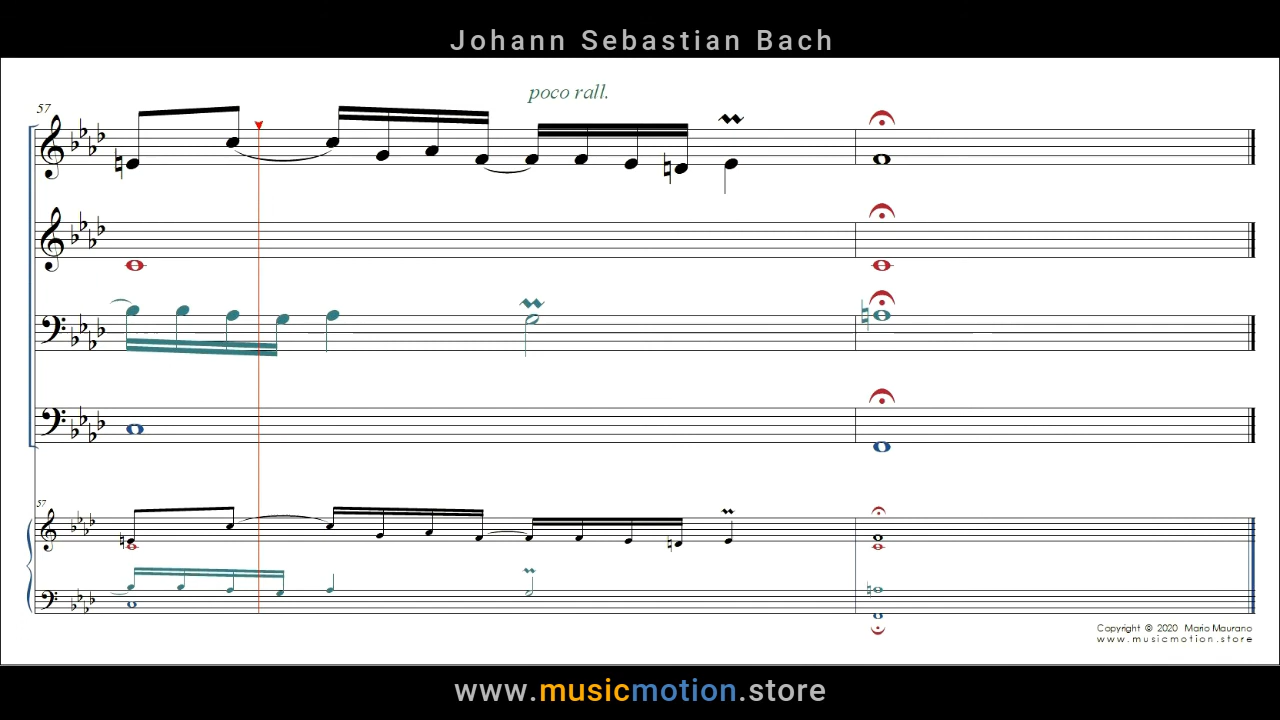 Johann Sebastian Bach
poco rall.
57
57
Copyright © 2020 Mario Maurano
www.musicmotion.store
www.musicmotion.store